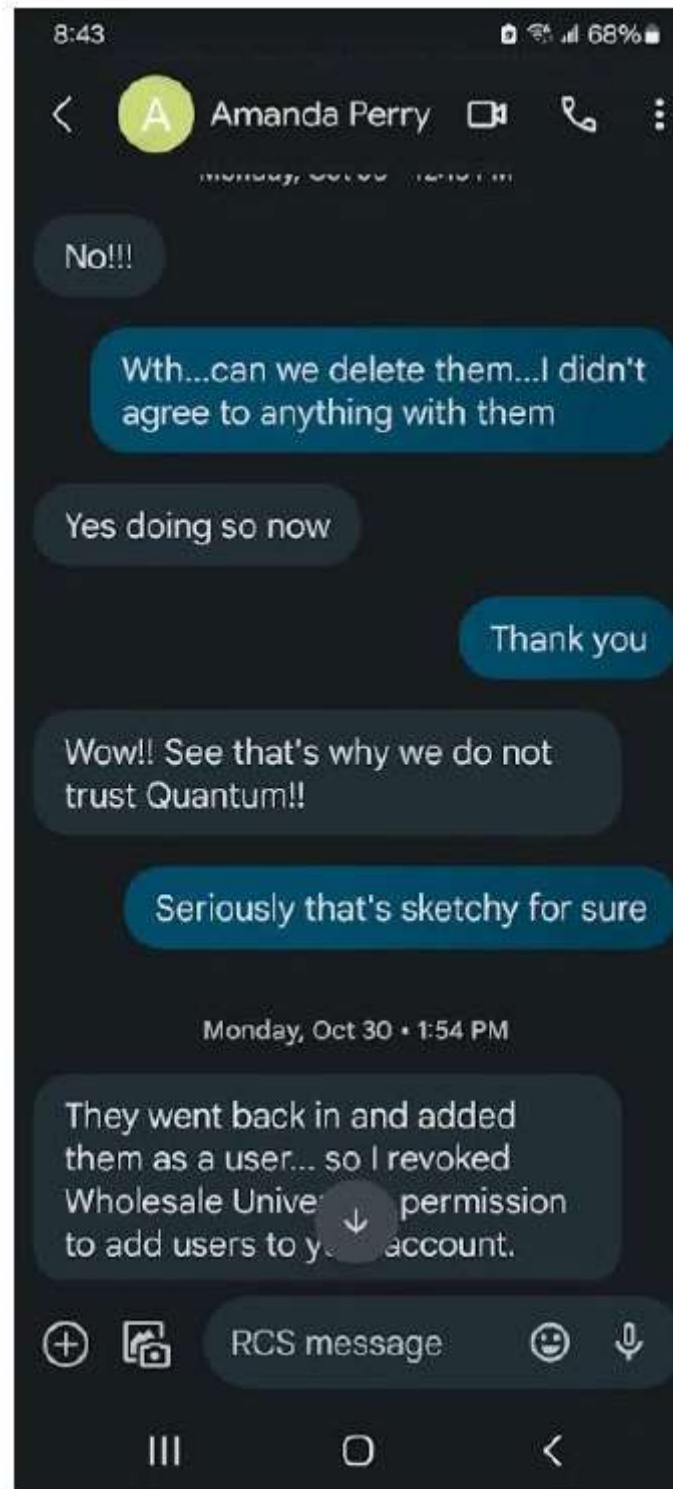 8:43
68%
A Amanda Perry
Monday, Oct 30
No!!!
Wth...can we delete them...I didn't
agree to anything with them
Yes doing so now
Thank you
Wow!! See that's why we do not
trust Quantum!!
Seriously that's sketchy for sure
Monday, Oct 30 • 1:54 PM
They went back in and added
them as a user... so I revoked
Wholesale permission
to add users to account.
RCS message